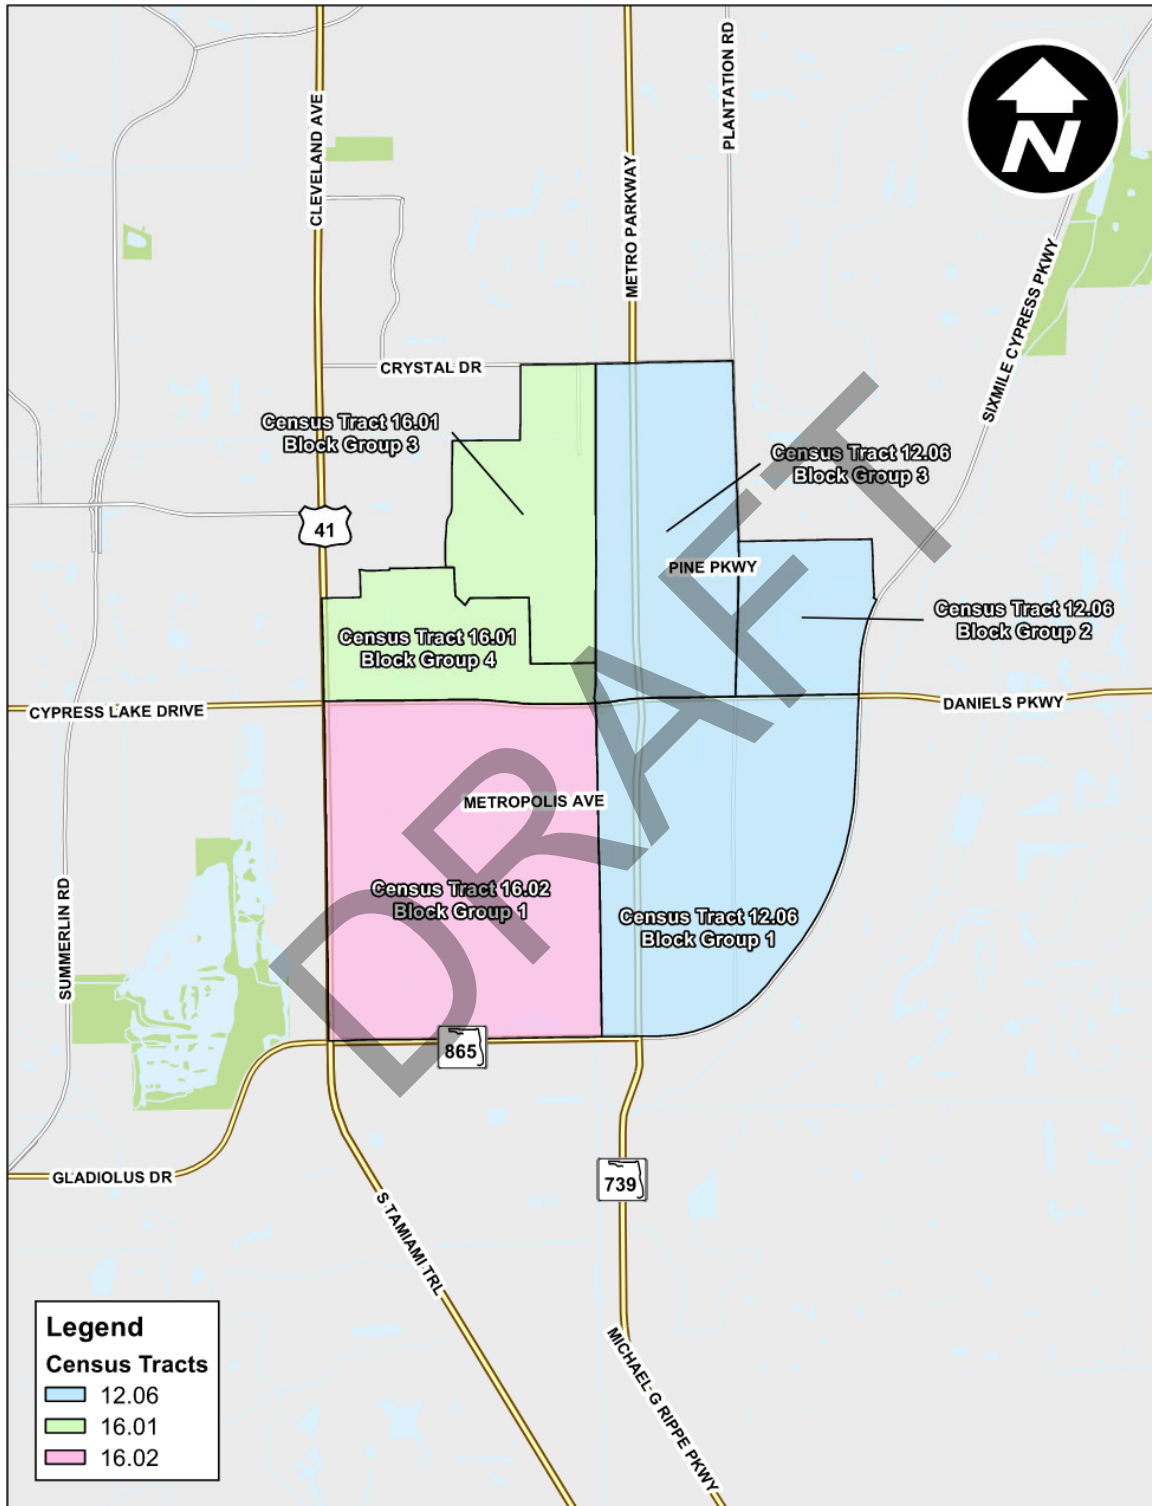 CLEVELAND AVE
METRO PARKWAY
PLANTATION RD
N
SIXMILE CYPRESS PKWY
CRYSTAL DR
Census Tract 16.01
Block Group 3
Census Tract 12.06
Block Group 3
41
PINE PKWY
Census Tract 12.06
Block Group 2
Census Tract 16.01
Block Group 4
CYPRESS LAKE DRIVE
DANIELS PKWY
METROPOLIS AVE
DRAFT
SUMMERLIN RD
Census Tract 16.02
Block Group 1
Census Tract 12.06
Block Group 1
865
GLADIOLUS DR
739
S TAMIAMI TRL
MICHAEL G RIPPE PKWY
Legend
Census Tracts
12.06
16.01
16.02